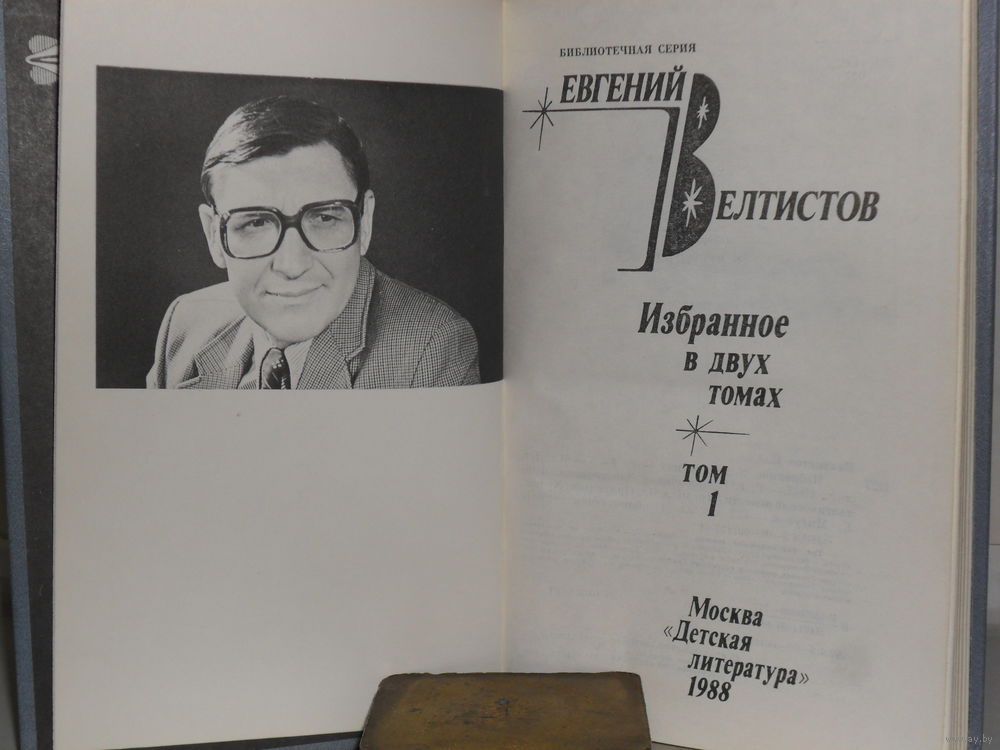 БИБЛИОТЕЧНАЯ СЕРИЯ
ЕВГЕНИЙ
ВЕЛТИСТОВ
Избранное
в двух
томах
том
1
Москва
«Детская
литература»
1988